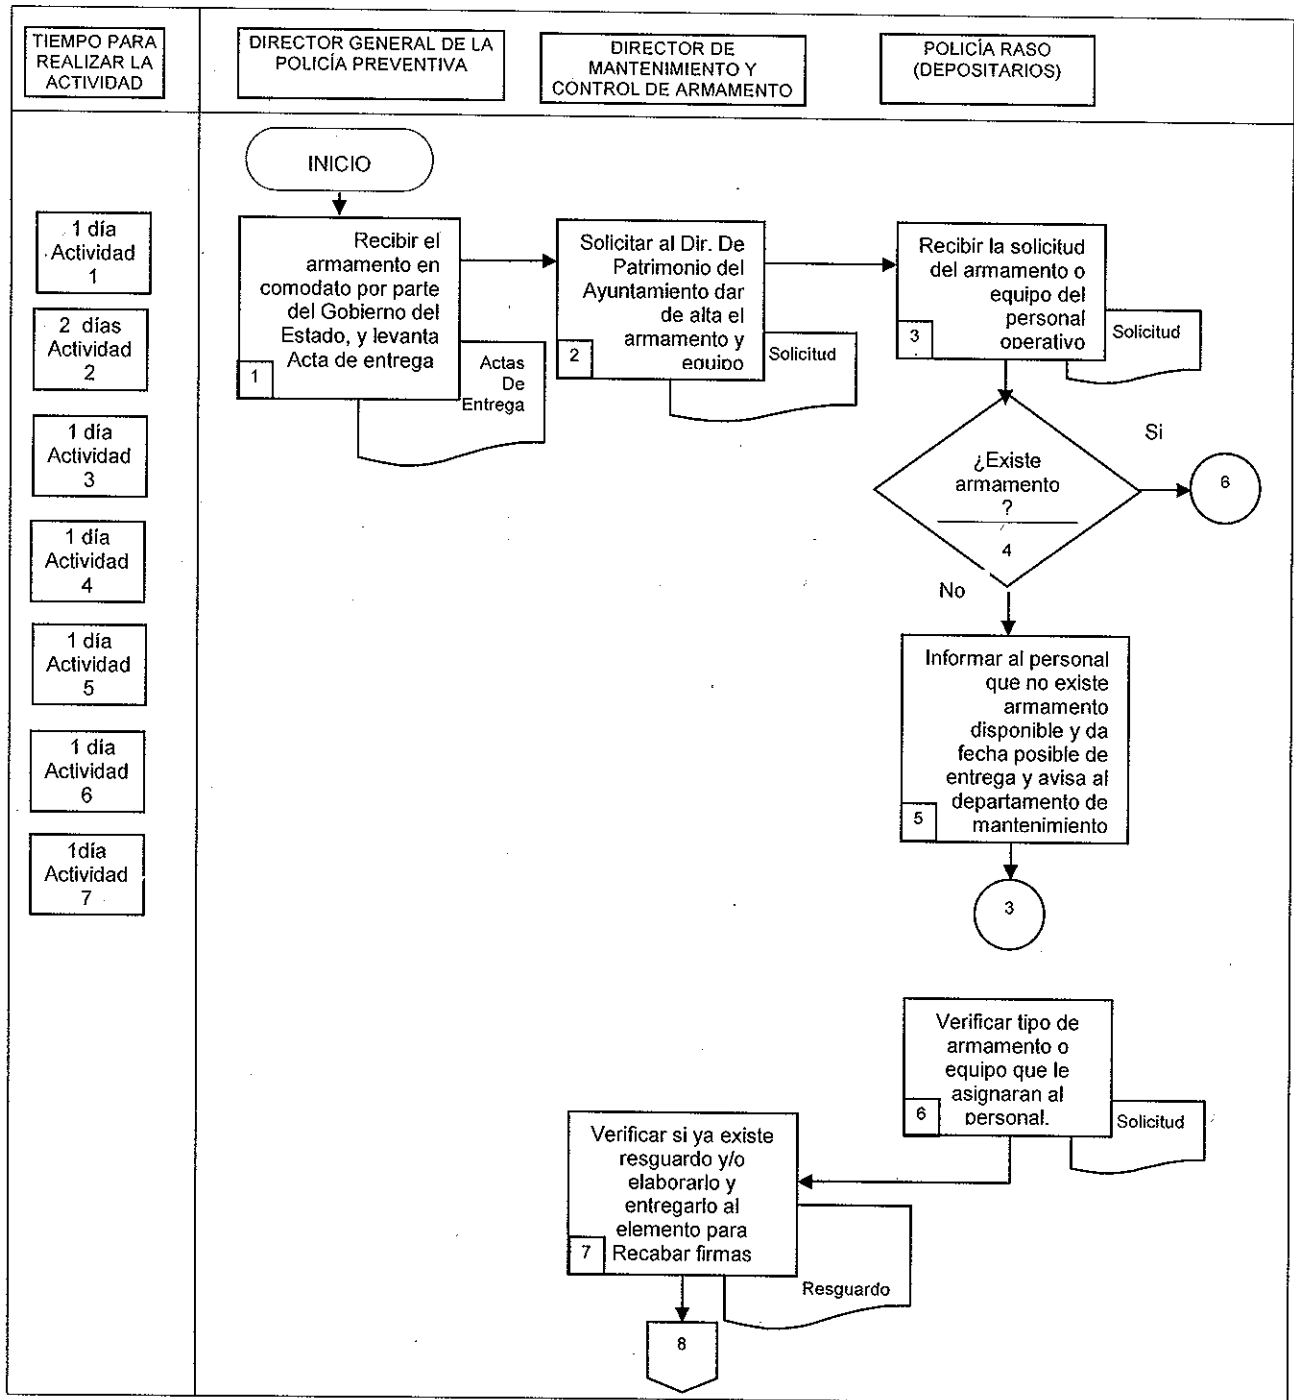 TIEMPO PARA
REALIZAR LA
ACTIVIDAD
DIRECTOR GENERAL DE LA
POLICÍA PREVENTIVA
DIRECTOR DE
MANTENIMIENTO Y
CONTROL DE ARMAMENTO
POLICÍA RASO
(DEPOSITARIOS)
INICIO
1 día
Actividad
1
2 días
Actividad
2
1 día
Actividad
3
1 día
Actividad
4
1 día
Actividad
5
1 día
Actividad
6
1día
Actividad
7
Recibir el
armamento en
comodato por parte
del Gobierno del
Estado, y levanta
Acta de entrega
1
Actas
De
Entrega
Solicitar al Dir. De
Patrimonio del
Ayuntamiento dar
de alta el
armamento y
equipo
2
Solicitud
Recibir la solicitud
del armamento o
equipo del
personal
operativo
3
Solicitud
¿Existe
armamento
?
4
Si
6
No
Informar al personal
que no existe
armamento
disponible y da
fecha posible de
entrega y avisa al
departamento de
mantenimiento
5
3
Verificar tipo de
armamento o
equipo que le
asignaran al
personal.
6
Solicitud
Verificar si ya existe
resguardo y/o
elaborarlo y
entregarlo al
elemento para
Recabar firmas
7
Resguardo
8